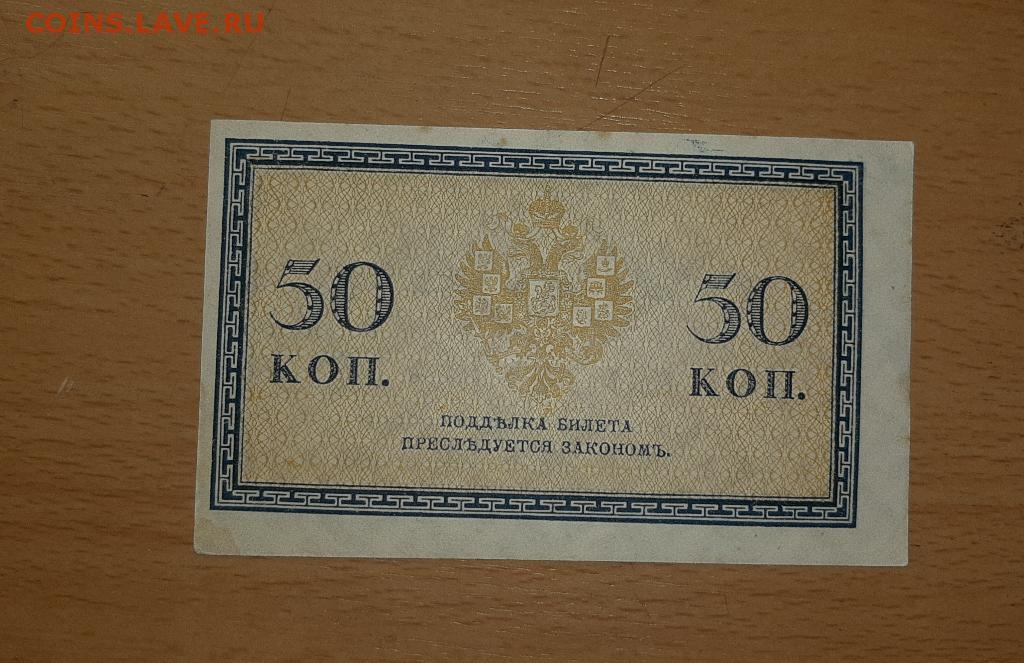 COINS.LAVE.RU
50 50
КОП. КОП.
ПОДДѢЛКА БИЛЕТА
ПРЕСЛѢДУЕТСЯ ЗАКОНОМЪ.